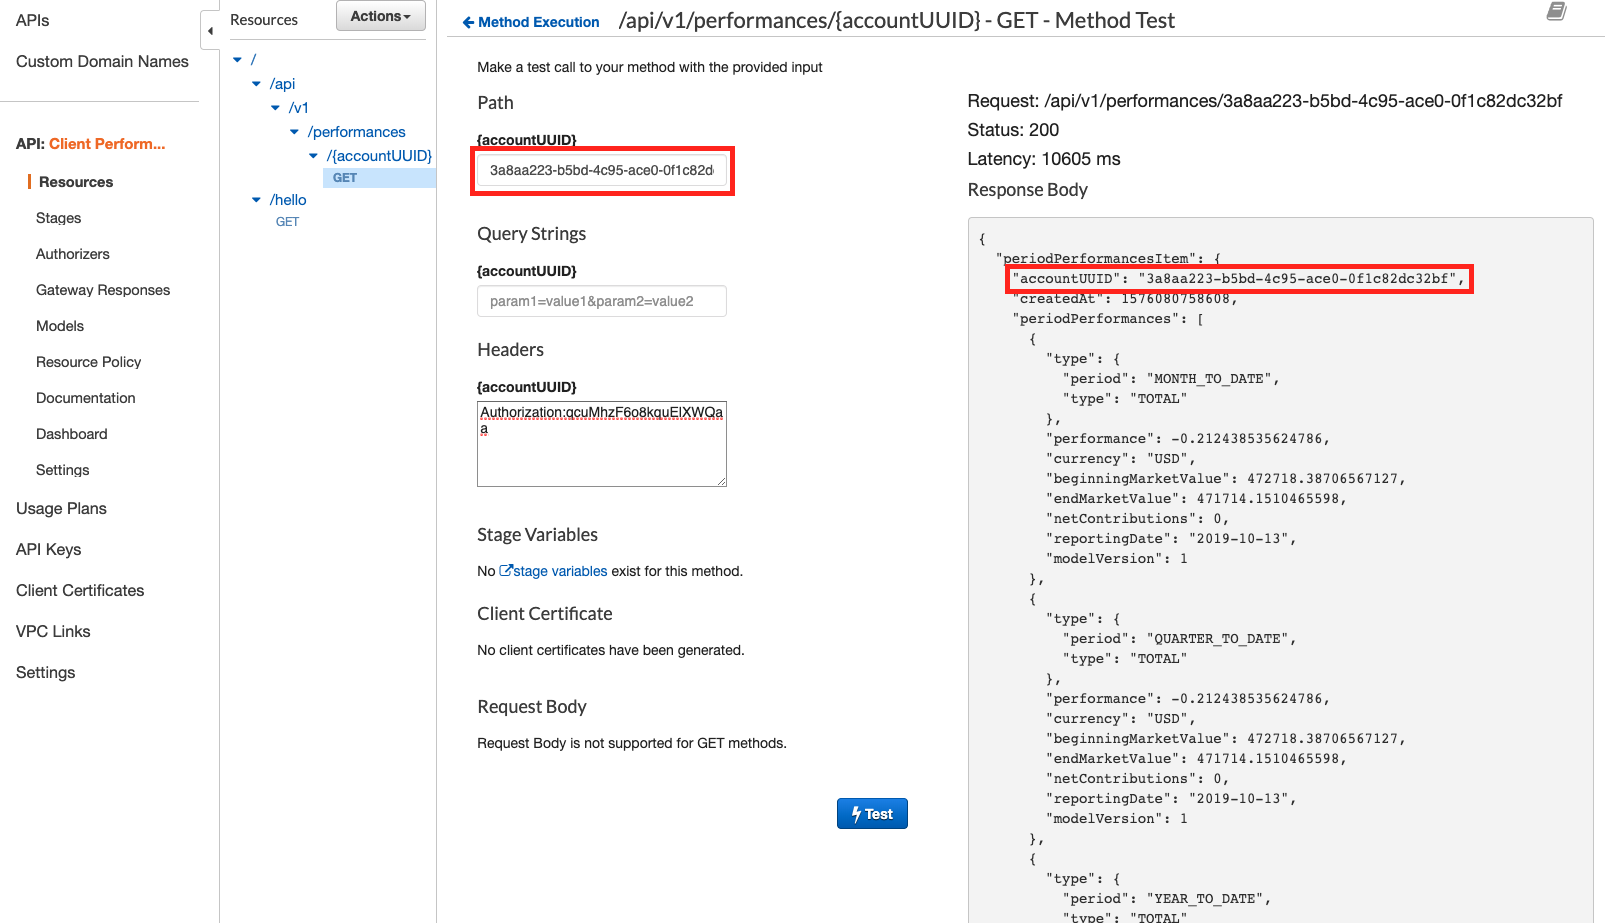 APIs
Custom Domain Names
API: Client Perform...
Resources
Stages
Authorizers
Gateway Responses
Models
Resource Policy
Documentation
Dashboard
Settings
Usage Plans
API Keys
Client Certificates
VPC Links
Settings
Resources
Actions
/
/api
/v1
/performances
/{accountUUID}
GET
/hello
GET
Method Execution /api/v1/performances/{accountUUID} - GET - Method Test
Make a test call to your method with the provided input
Path
{accountUUID}
3a8aa223-b5bd-4c95-ace0-0f1c82d
Query Strings
{accountUUID}
param1=value1&param2=value2
Headers
{accountUUID}
Authorization:qcuMhzF6o8kquElXWQa
a
Stage Variables
No stage variables exist for this method.
Client Certificate
No client certificates have been generated.
Request Body
Request Body is not supported for GET methods.
Test
Request: /api/v1/performances/3a8aa223-b5bd-4c95-ace0-0f1c82dc32bf
Status: 200
Latency: 10605 ms
Response Body
{
"periodPerformancesItem": {
"accountUUID": "3a8aa223-b5bd-4c95-ace0-0f1c82dc32bf",
"createdAt": 1576080758608,
"periodPerformances": [
{
"type": {
"period": "MONTH_TO_DATE",
"type": "TOTAL"
},
"performance": -0.212438535624786,
"currency": "USD",
"beginningMarketValue": 472718.38706567127,
"endMarketValue": 471714.1510465598,
"netContributions": 0,
"reportingDate": "2019-10-13",
"modelVersion": 1
},
{
"type": {
"period": "QUARTER_TO_DATE",
"type": "TOTAL"
},
"performance": -0.212438535624786,
"currency": "USD",
"beginningMarketValue": 472718.38706567127,
"endMarketValue": 471714.1510465598,
"netContributions": 0,
"reportingDate": "2019-10-13",
"modelVersion": 1
},
{
"type": {
"period": "YEAR_TO_DATE",
"type": "TOTAL"